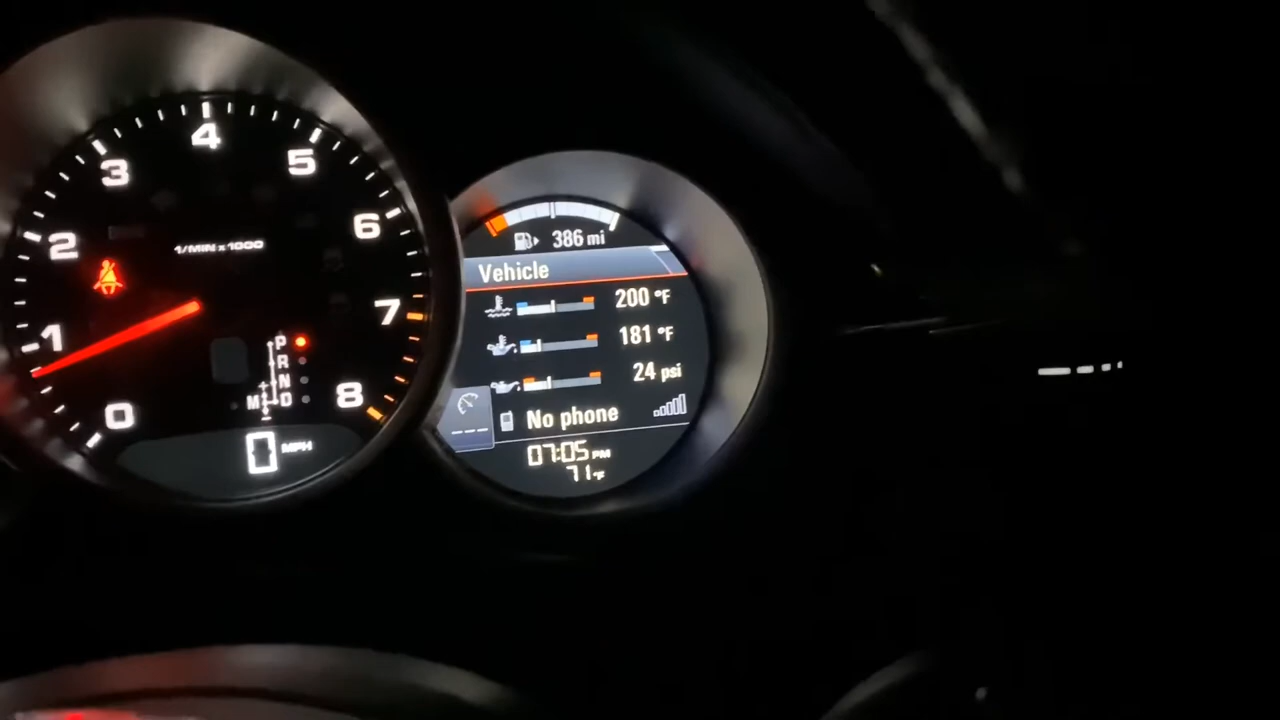 4
3
5
2
6
1/MIN x 1000
7
1
P
R
N
M D
8
0
0 MPH
386 mi
Vehicle
200 °F
181 °F
24 psi
No phone
---
07:05 PM
71°F